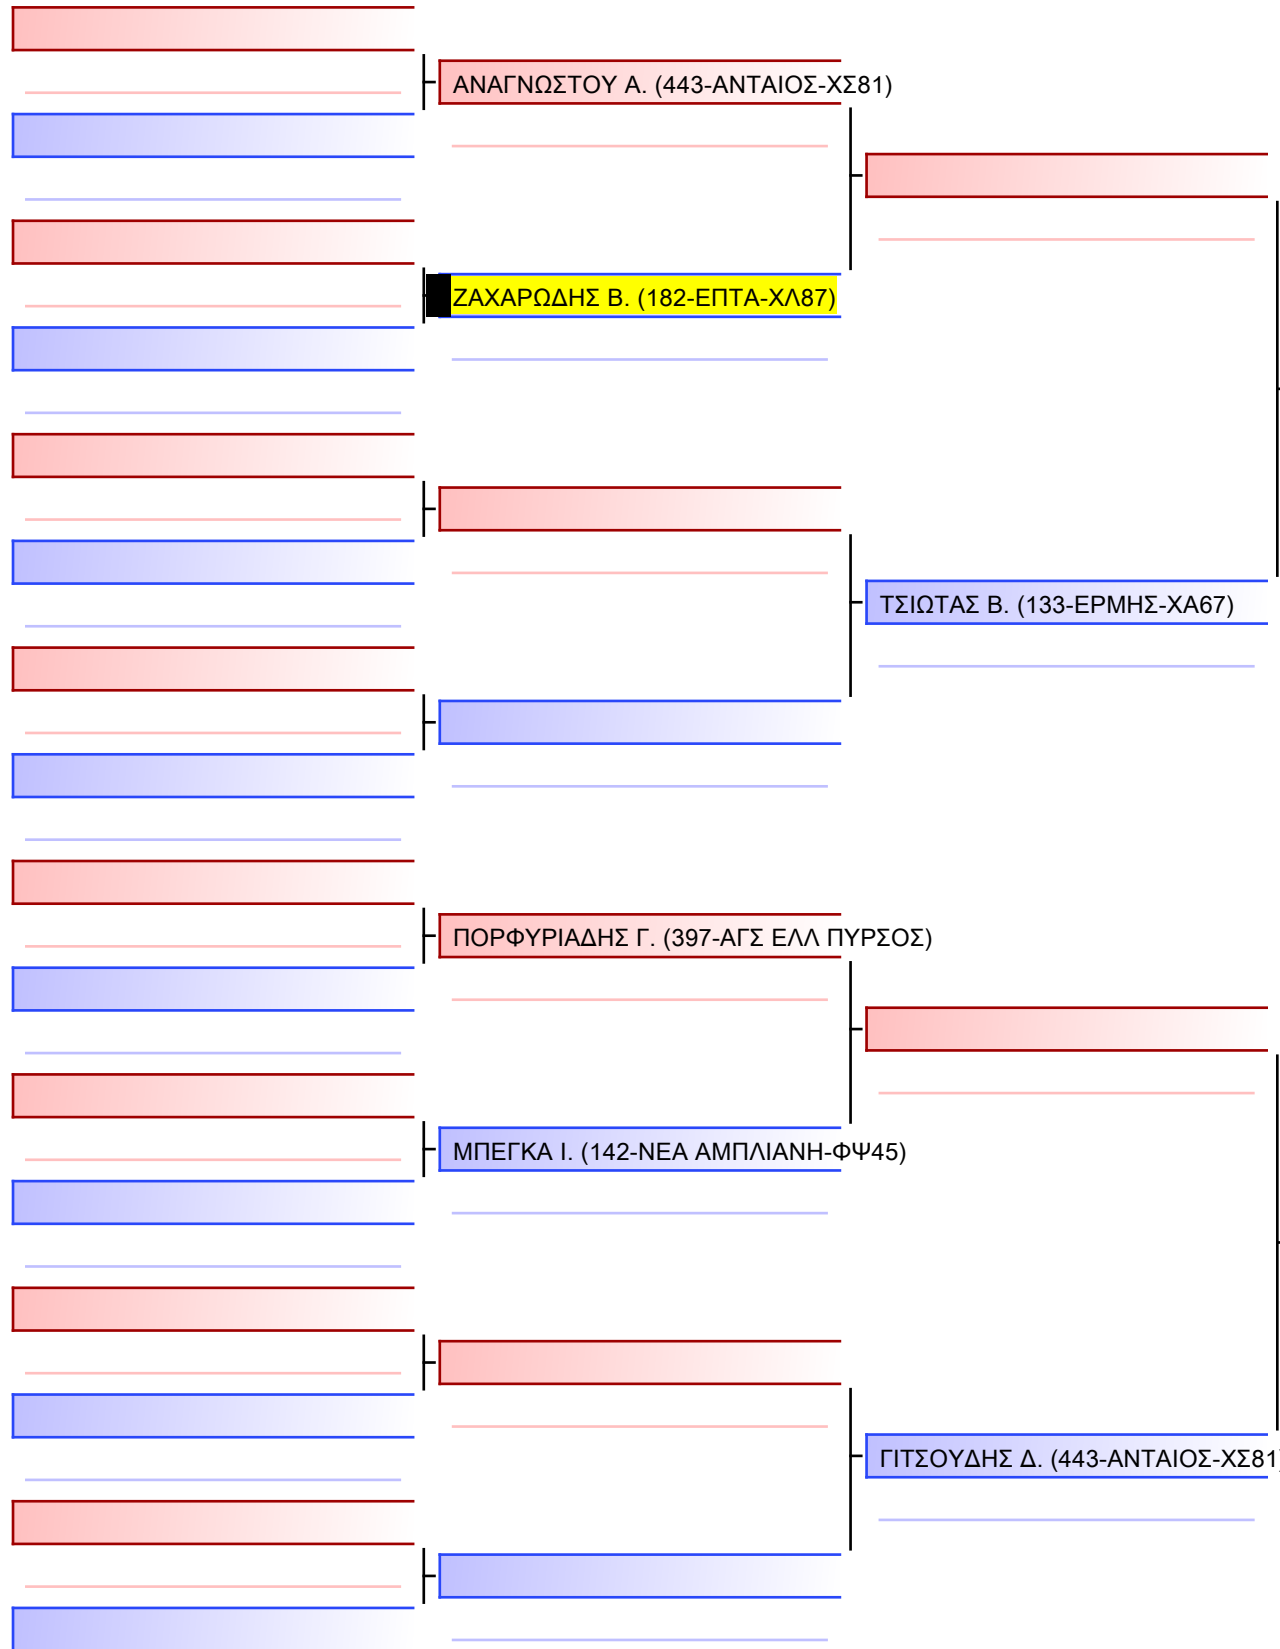 ΑΝΑΓΝΩΣΤΟΥ Α. (443-ΑΝΤΑΙΟΣ-ΧΣ81)
ΖΑΧΑΡΩΔΗΣ Β. (182-ΕΠΤΑ-ΧΛ87)
ΤΣΙΩΤΑΣ Β. (133-ΕΡΜΗΣ-ΧΑ67)
ΠΟΡΦΥΡΙΑΔΗΣ Γ. (397-ΑΓΣ ΕΛΛ ΠΥΡΣΟΣ)
ΜΠΕΓΚΑ Ι. (142-ΝΕΑ ΑΜΠΛΙΑΝΗ-ΦΨ45)
ΓΙΤΣΟΥΔΗΣ Δ. (443-ΑΝΤΑΙΟΣ-ΧΣ81)